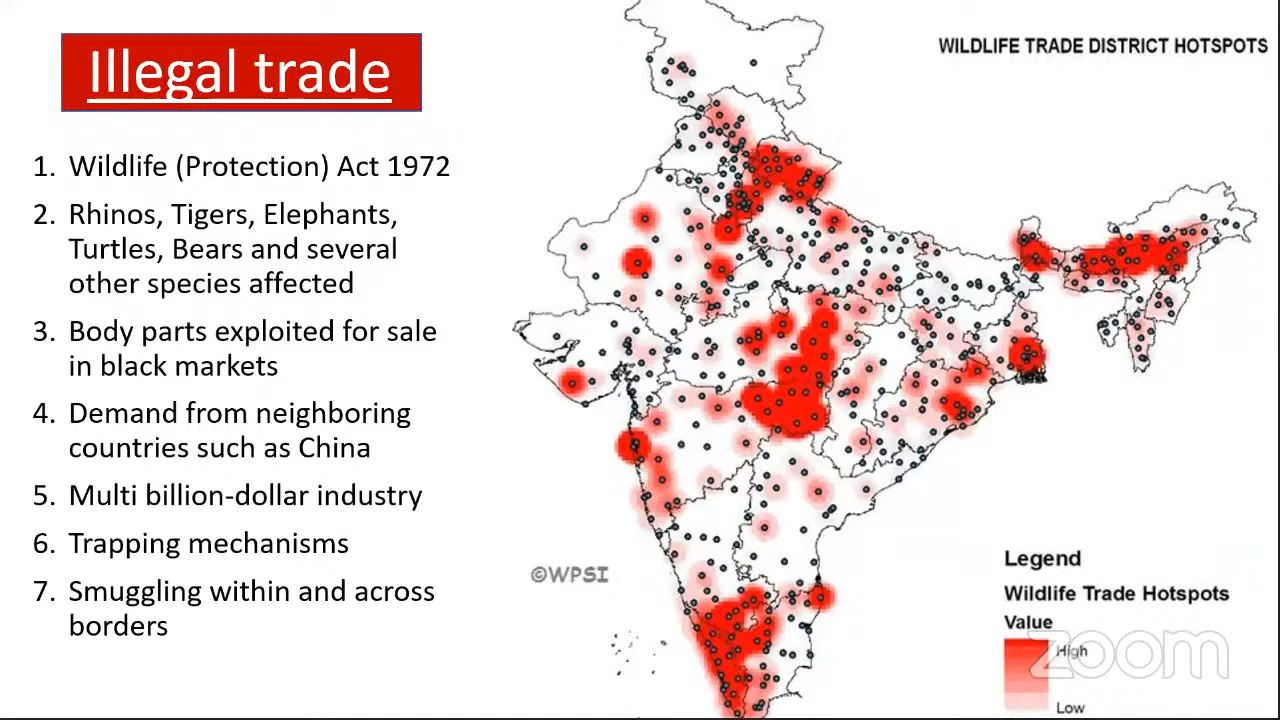 Illegal trade
1. Wildlife (Protection) Act 1972
2. Rhinos, Tigers, Elephants,
Turtles, Bears and several
other species affected
3. Body parts exploited for sale
in black markets
4. Demand from neighboring
countries such as China
5. Multi billion-dollar industry
6. Trapping mechanisms
7. Smuggling within and across
borders
WILDLIFE TRADE DISTRICT HOTSPOTS
©WPSI
Legend
Wildlife Trade Hotspots
Value
High
Low
zoom